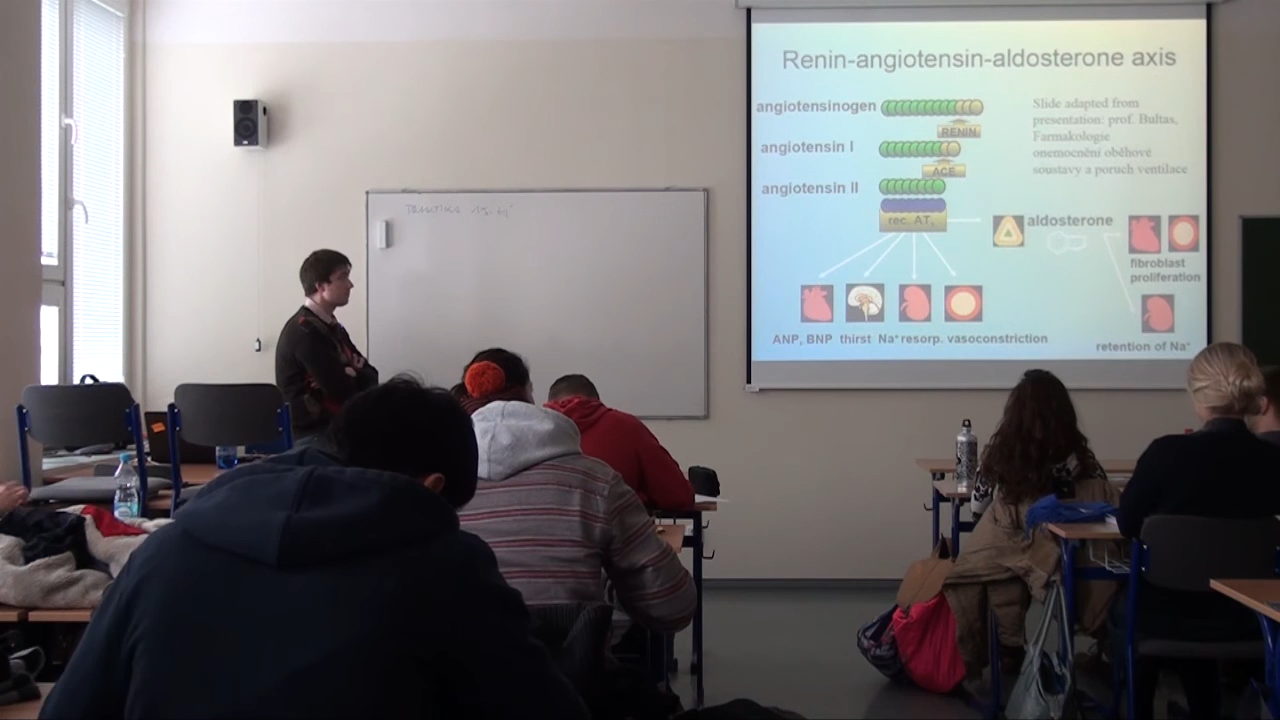 Renin-angiotensin-aldosterone axis
angiotensinogen
RENIN
angiotensin I
ACE
angiotensin II
rec. AT₁
Slide adapted from
presentation: prof. Bultas,
Farmakologie
onemocnění oběhové
soustavy a poruch ventilace
aldosterone
fibroblast
proliferation
ANP, BNP thirst Na⁺ resorp. vasoconstriction
retention of Na⁺